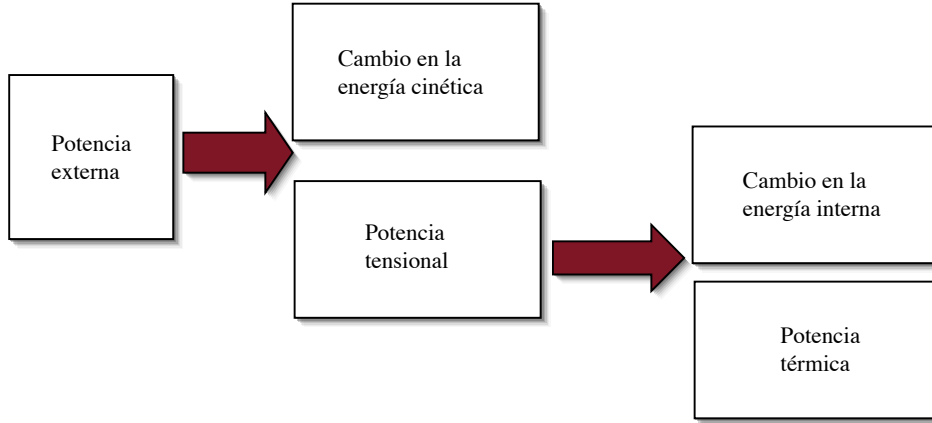 Cambio en la
energía cinética
Potencia
externa
Potencia
tensional
Cambio en la
energía interna
Potencia
térmica